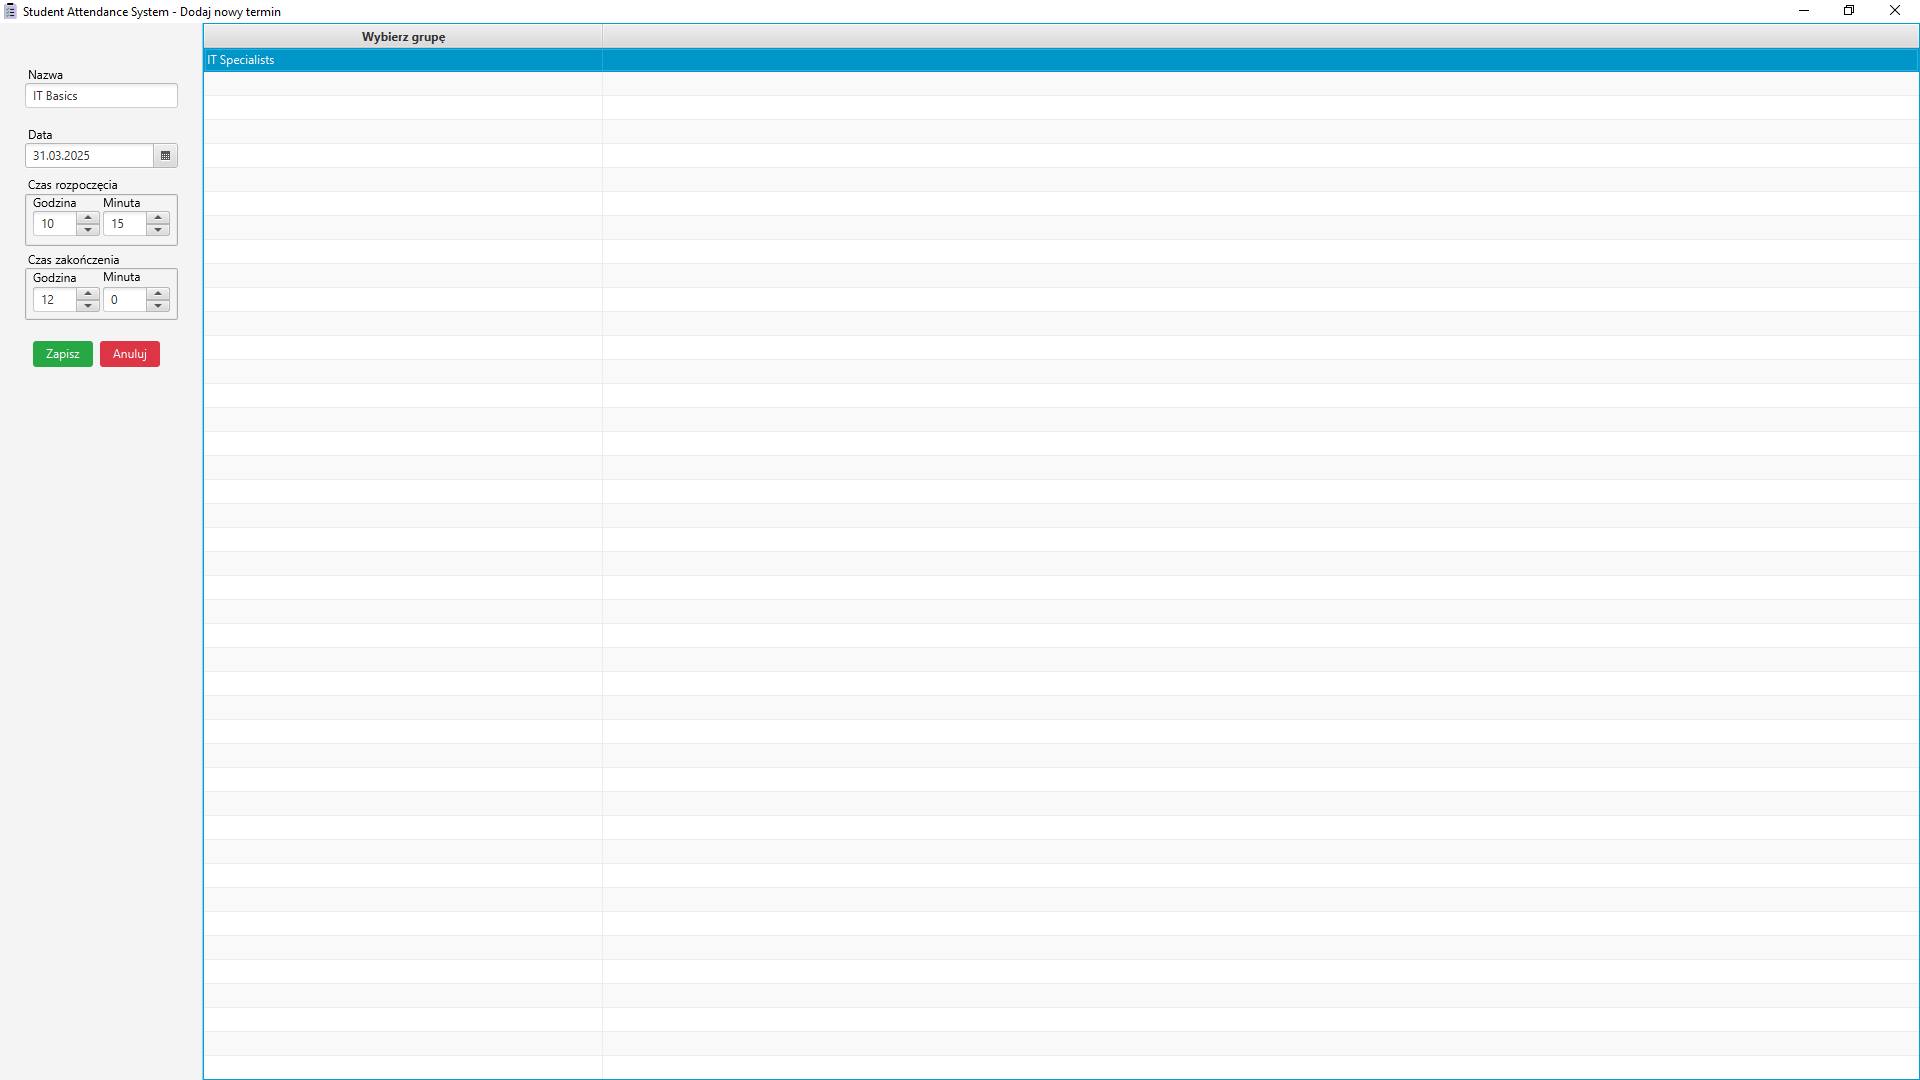 Student Attendance System - Dodaj nowy termin
Nazwa
IT Basics
Data
31.03.2025
Czas rozpoczęcia
Godzina Minuta
10 15
Czas zakończenia
Godzina Minuta
12 0
Zapisz Anuluj
Wybierz grupę
IT Specialists